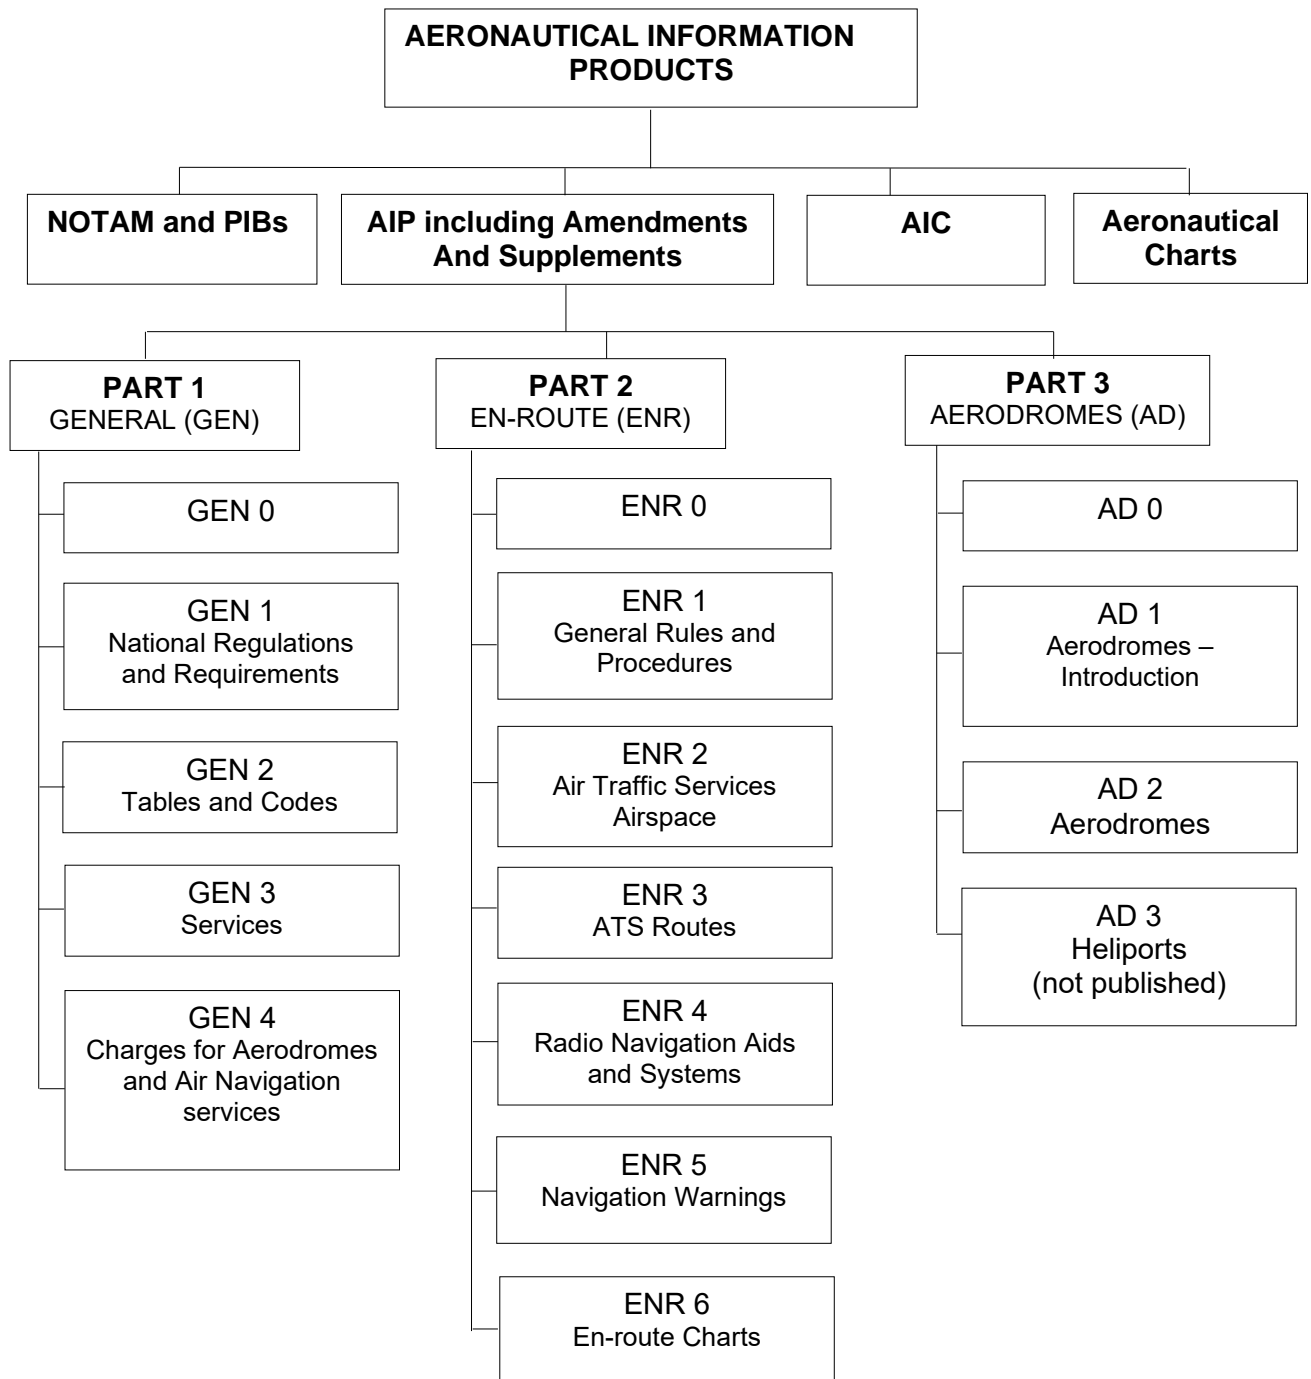 AERONAUTICAL INFORMATION
PRODUCTS
NOTAM and PIBs
AIP including Amendments
And Supplements
AIC
Aeronautical
Charts
PART 1
GENERAL (GEN)
PART 2
EN-ROUTE (ENR)
PART 3
AERODROMES (AD)
GEN 0
GEN 1
National Regulations
and Requirements
GEN 2
Tables and Codes
GEN 3
Services
GEN 4
Charges for Aerodromes
and Air Navigation
services
ENR 0
ENR 1
General Rules and
Procedures
ENR 2
Air Traffic Services
Airspace
ENR 3
ATS Routes
ENR 4
Radio Navigation Aids
and Systems
ENR 5
Navigation Warnings
ENR 6
En-route Charts
AD 0
AD 1
Aerodromes –
Introduction
AD 2
Aerodromes
AD 3
Heliports
(not published)